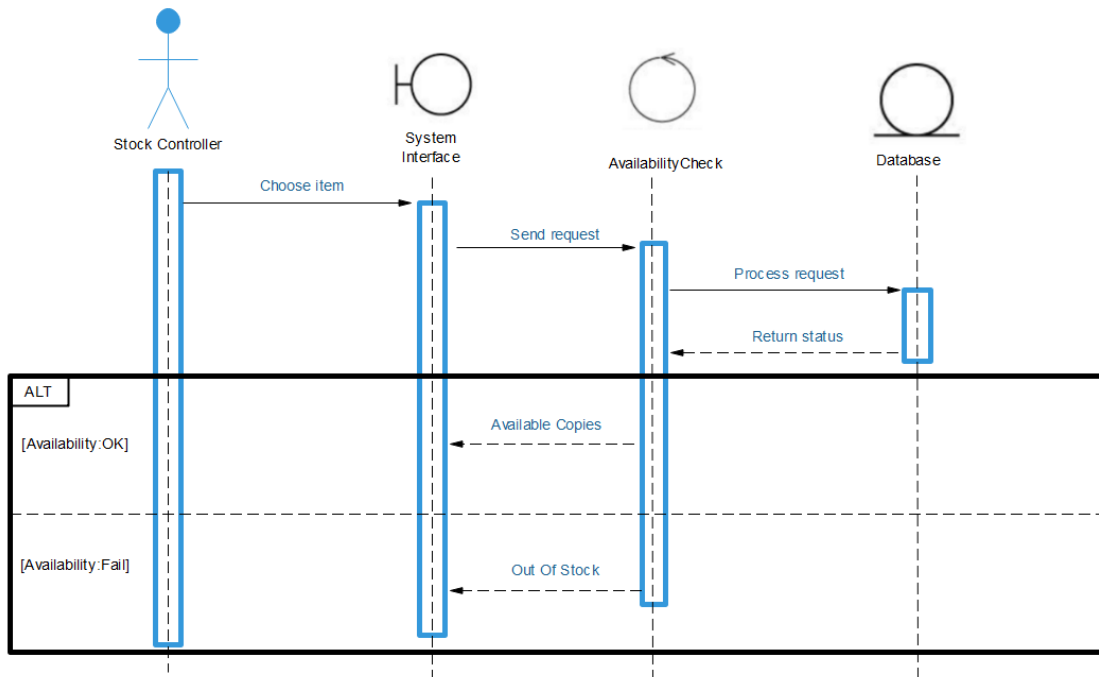 Stock Controller
System
Interface
AvailabilityCheck
Database
Choose item
Send request
Process request
Return status
ALT
[Availability:OK]
Available Copies
[Availability:Fail]
Out Of Stock